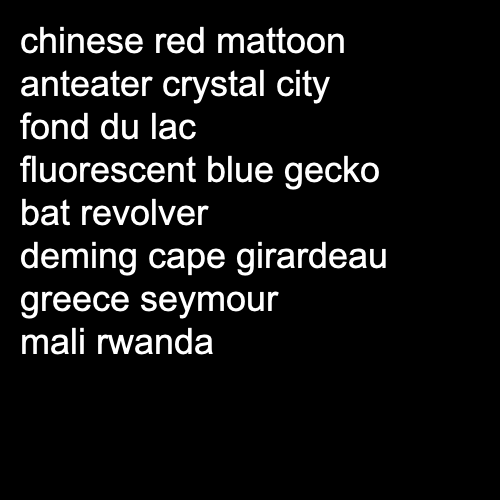 chinese red mattoon
anteater crystal city
fond du lac
fluorescent blue gecko
bat revolver
deming cape girardeau
greece seymour
mali rwanda